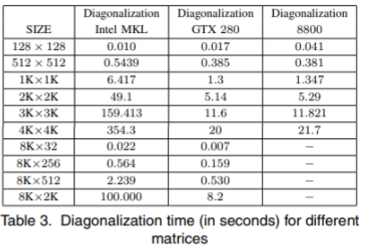 Diagonalization Diagonalization Diagonalization
SIZE Intel MKL GTX 280 8800
128 × 128 0.010 0.017 0.041
512 × 512 0.5439 0.385 0.381
1K×1K 6.417 1.3 1.347
2K×2K 49.1 5.14 5.29
3K×3K 159.413 11.6 11.821
4K×4K 354.3 20 21.7
8K×32 0.022 0.007 –
8K×256 0.564 0.159 –
8K×512 2.239 0.530 –
8K×2K 100.000 8.2 –
Table 3. Diagonalization time (in seconds) for different
matrices